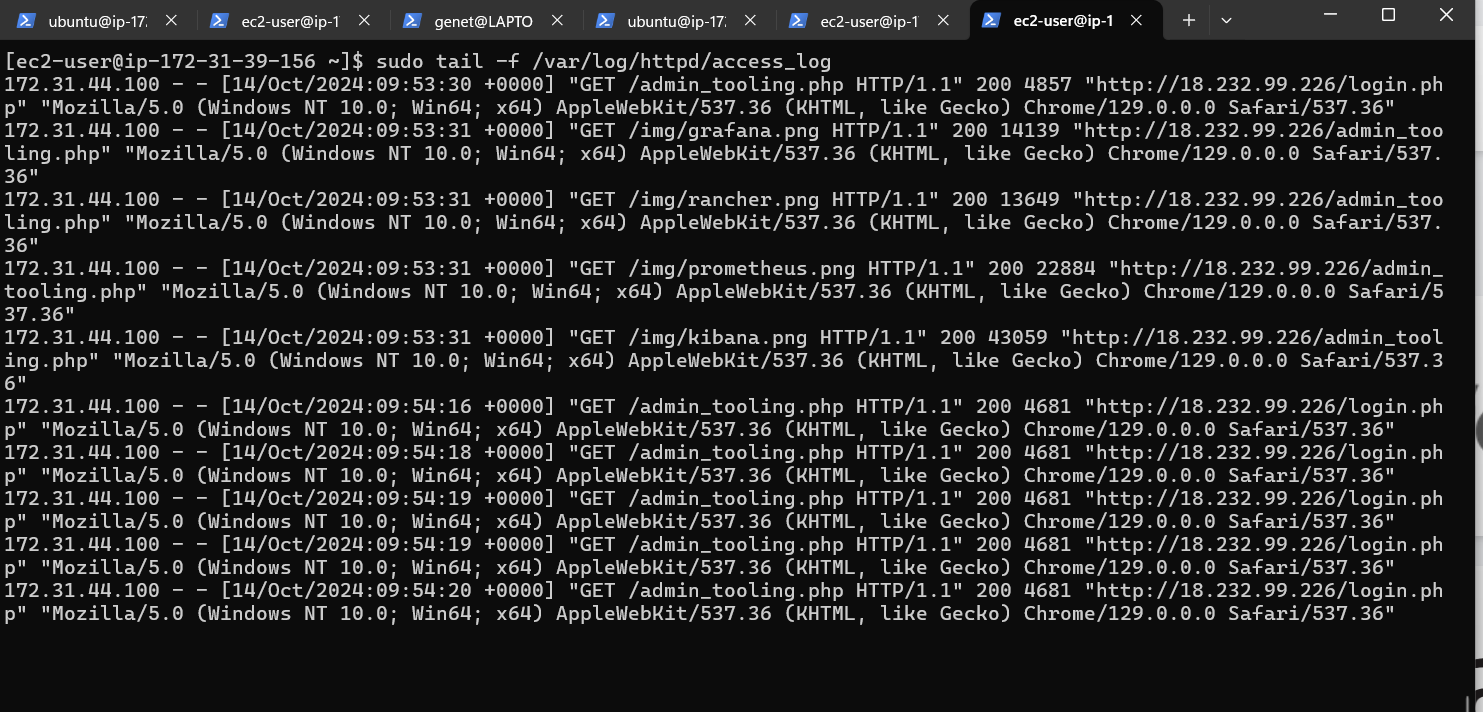 ubuntu@ip-17 ec2-user@ip-1 genet@LAPTO ubuntu@ip-17 ec2-user@ip-1 ec2-user@ip-1
[ec2-user@ip-172-31-39-156 ~]$ sudo tail -f /var/log/httpd/access_log
172.31.44.100 - - [14/Oct/2024:09:53:30 +0000] "GET /admin_tooling.php HTTP/1.1" 200 4857 "http://18.232.99.226/login.ph
p" "Mozilla/5.0 (Windows NT 10.0; Win64; x64) AppleWebKit/537.36 (KHTML, like Gecko) Chrome/129.0.0.0 Safari/537.36"
172.31.44.100 - - [14/Oct/2024:09:53:31 +0000] "GET /img/grafana.png HTTP/1.1" 200 14139 "http://18.232.99.226/admin_too
ling.php" "Mozilla/5.0 (Windows NT 10.0; Win64; x64) AppleWebKit/537.36 (KHTML, like Gecko) Chrome/129.0.0.0 Safari/537.
36"
172.31.44.100 - - [14/Oct/2024:09:53:31 +0000] "GET /img/rancher.png HTTP/1.1" 200 13649 "http://18.232.99.226/admin_too
ling.php" "Mozilla/5.0 (Windows NT 10.0; Win64; x64) AppleWebKit/537.36 (KHTML, like Gecko) Chrome/129.0.0.0 Safari/537.
36"
172.31.44.100 - - [14/Oct/2024:09:53:31 +0000] "GET /img/prometheus.png HTTP/1.1" 200 22884 "http://18.232.99.226/admin_
tooling.php" "Mozilla/5.0 (Windows NT 10.0; Win64; x64) AppleWebKit/537.36 (KHTML, like Gecko) Chrome/129.0.0.0 Safari/5
37.36"
172.31.44.100 - - [14/Oct/2024:09:53:31 +0000] "GET /img/kibana.png HTTP/1.1" 200 43059 "http://18.232.99.226/admin_tool
ing.php" "Mozilla/5.0 (Windows NT 10.0; Win64; x64) AppleWebKit/537.36 (KHTML, like Gecko) Chrome/129.0.0.0 Safari/537.3
6"
172.31.44.100 - - [14/Oct/2024:09:54:16 +0000] "GET /admin_tooling.php HTTP/1.1" 200 4681 "http://18.232.99.226/login.ph
p" "Mozilla/5.0 (Windows NT 10.0; Win64; x64) AppleWebKit/537.36 (KHTML, like Gecko) Chrome/129.0.0.0 Safari/537.36"
172.31.44.100 - - [14/Oct/2024:09:54:18 +0000] "GET /admin_tooling.php HTTP/1.1" 200 4681 "http://18.232.99.226/login.ph
p" "Mozilla/5.0 (Windows NT 10.0; Win64; x64) AppleWebKit/537.36 (KHTML, like Gecko) Chrome/129.0.0.0 Safari/537.36"
172.31.44.100 - - [14/Oct/2024:09:54:19 +0000] "GET /admin_tooling.php HTTP/1.1" 200 4681 "http://18.232.99.226/login.ph
p" "Mozilla/5.0 (Windows NT 10.0; Win64; x64) AppleWebKit/537.36 (KHTML, like Gecko) Chrome/129.0.0.0 Safari/537.36"
172.31.44.100 - - [14/Oct/2024:09:54:19 +0000] "GET /admin_tooling.php HTTP/1.1" 200 4681 "http://18.232.99.226/login.ph
p" "Mozilla/5.0 (Windows NT 10.0; Win64; x64) AppleWebKit/537.36 (KHTML, like Gecko) Chrome/129.0.0.0 Safari/537.36"
172.31.44.100 - - [14/Oct/2024:09:54:20 +0000] "GET /admin_tooling.php HTTP/1.1" 200 4681 "http://18.232.99.226/login.ph
p" "Mozilla/5.0 (Windows NT 10.0; Win64; x64) AppleWebKit/537.36 (KHTML, like Gecko) Chrome/129.0.0.0 Safari/537.36"